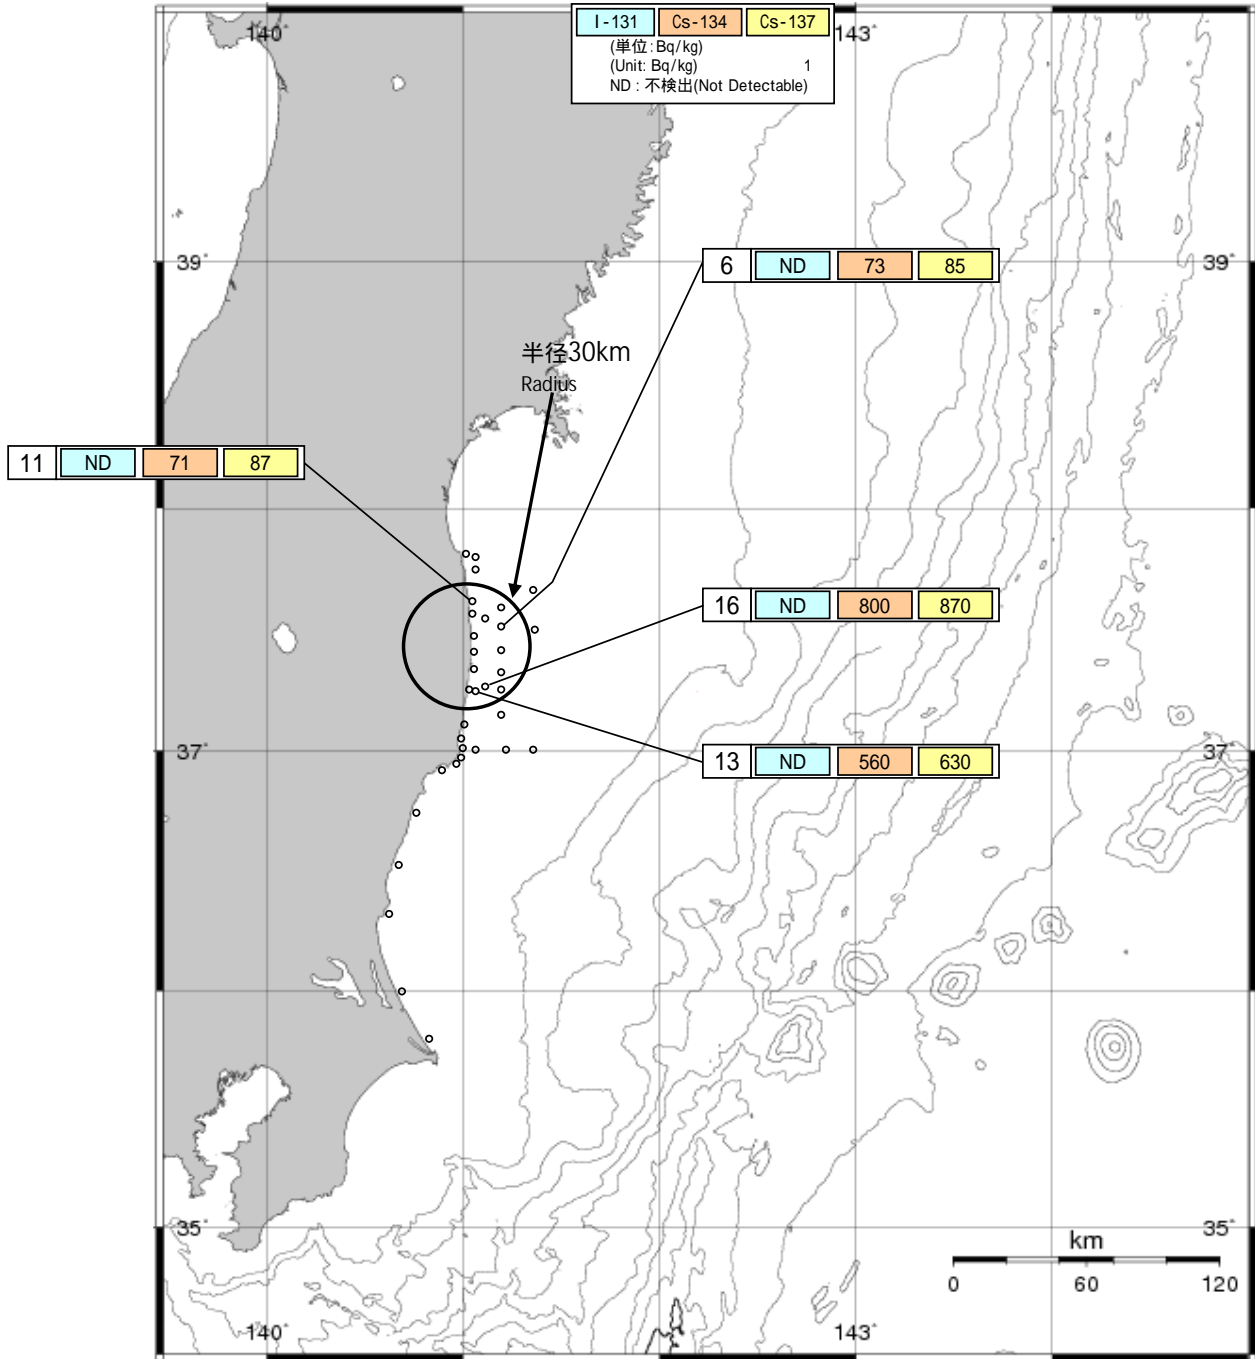 I-131 Cs-134 Cs-137
(単位: Bq/kg)
(Unit: Bq/kg) 1
ND : 不検出(Not Detectable)
140° 143°
39° 39°
6 ND 73 85
半径30km
Radius
11 ND 71 87
16 ND 800 870
37° 37°
13 ND 560 630
35° 35°
km
0 60 120
140° 143°